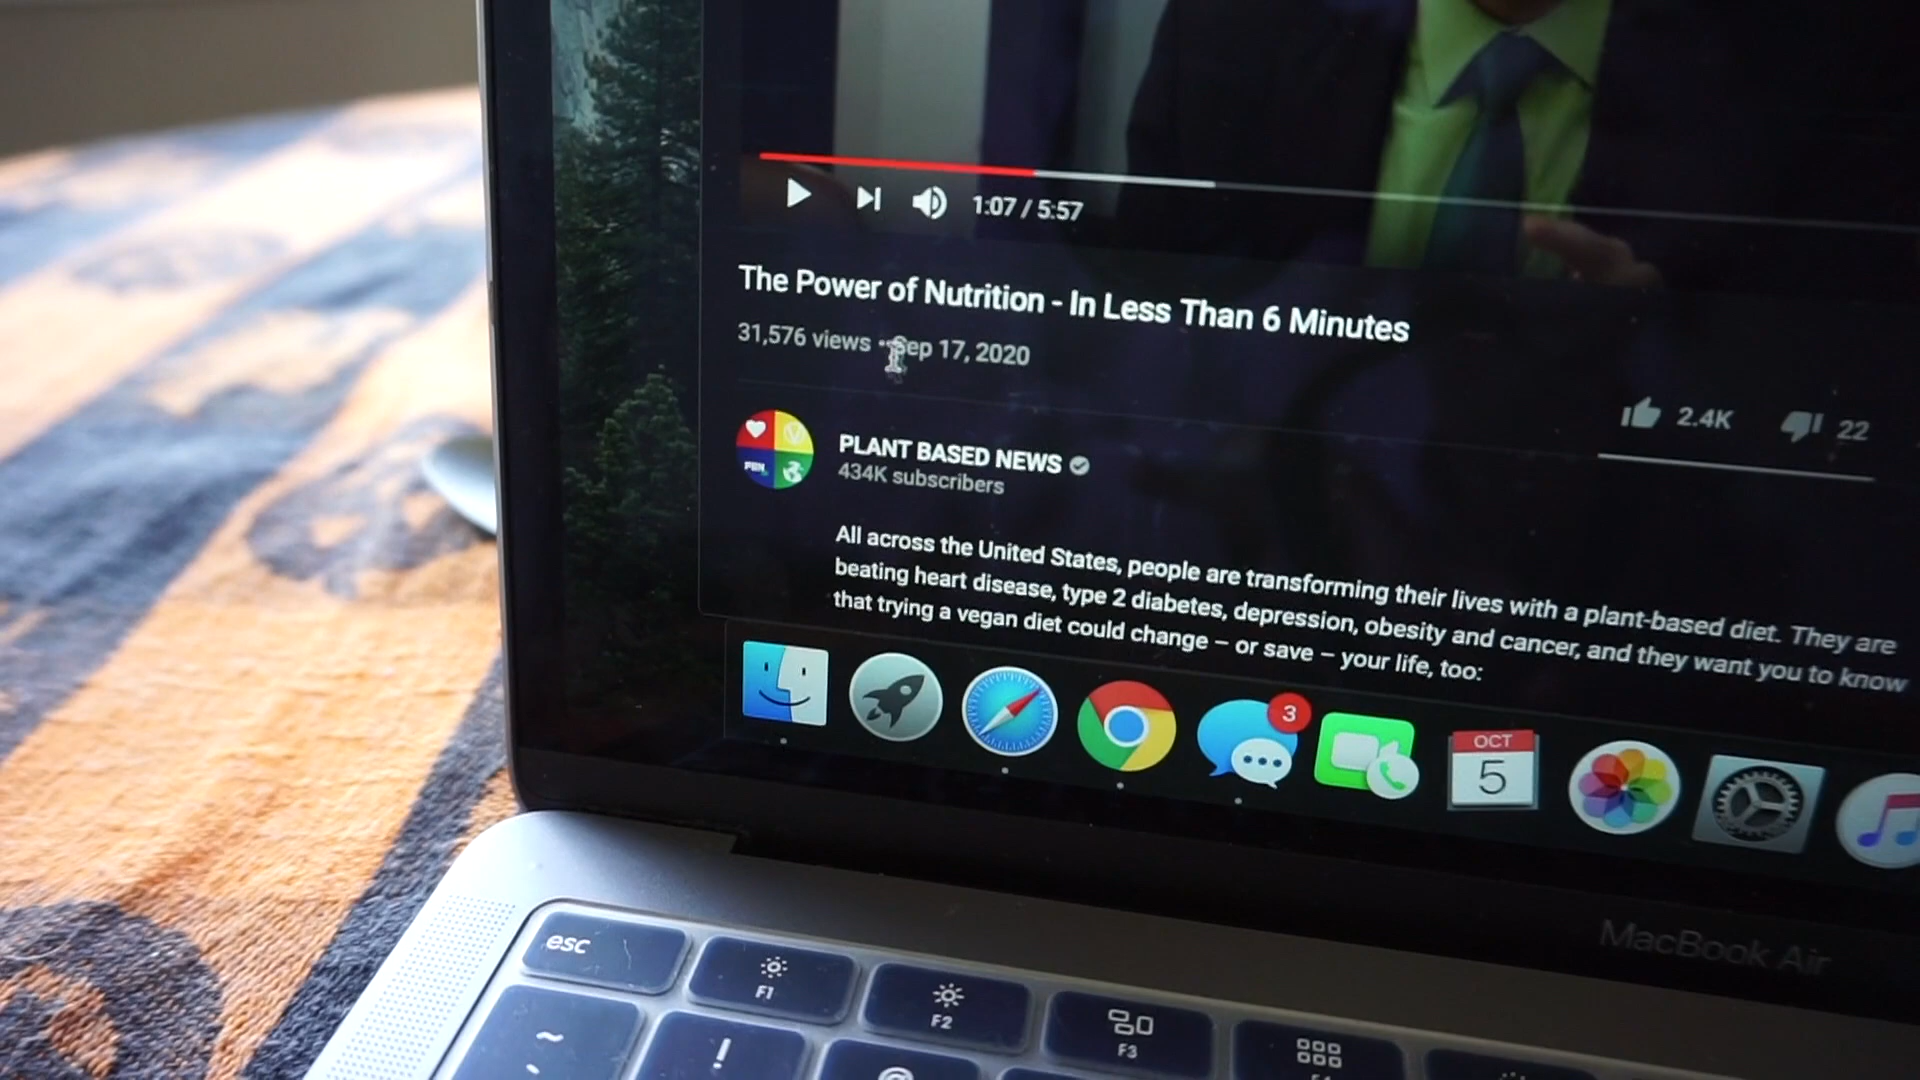 1:07 / 5:57
The Power of Nutrition - In Less Than 6 Minutes
31,576 views • Sep 17, 2020
2.4K
22
PLANT BASED NEWS
434K subscribers
PBN
All across the United States, people are transforming their lives with a plant-based diet. They are
beating heart disease, type 2 diabetes, depression, obesity and cancer, and they want you to know
that trying a vegan diet could change – or save – your life, too:
3
OCT
5
MacBook Air
esc
F1
F2
F3
~
!
@